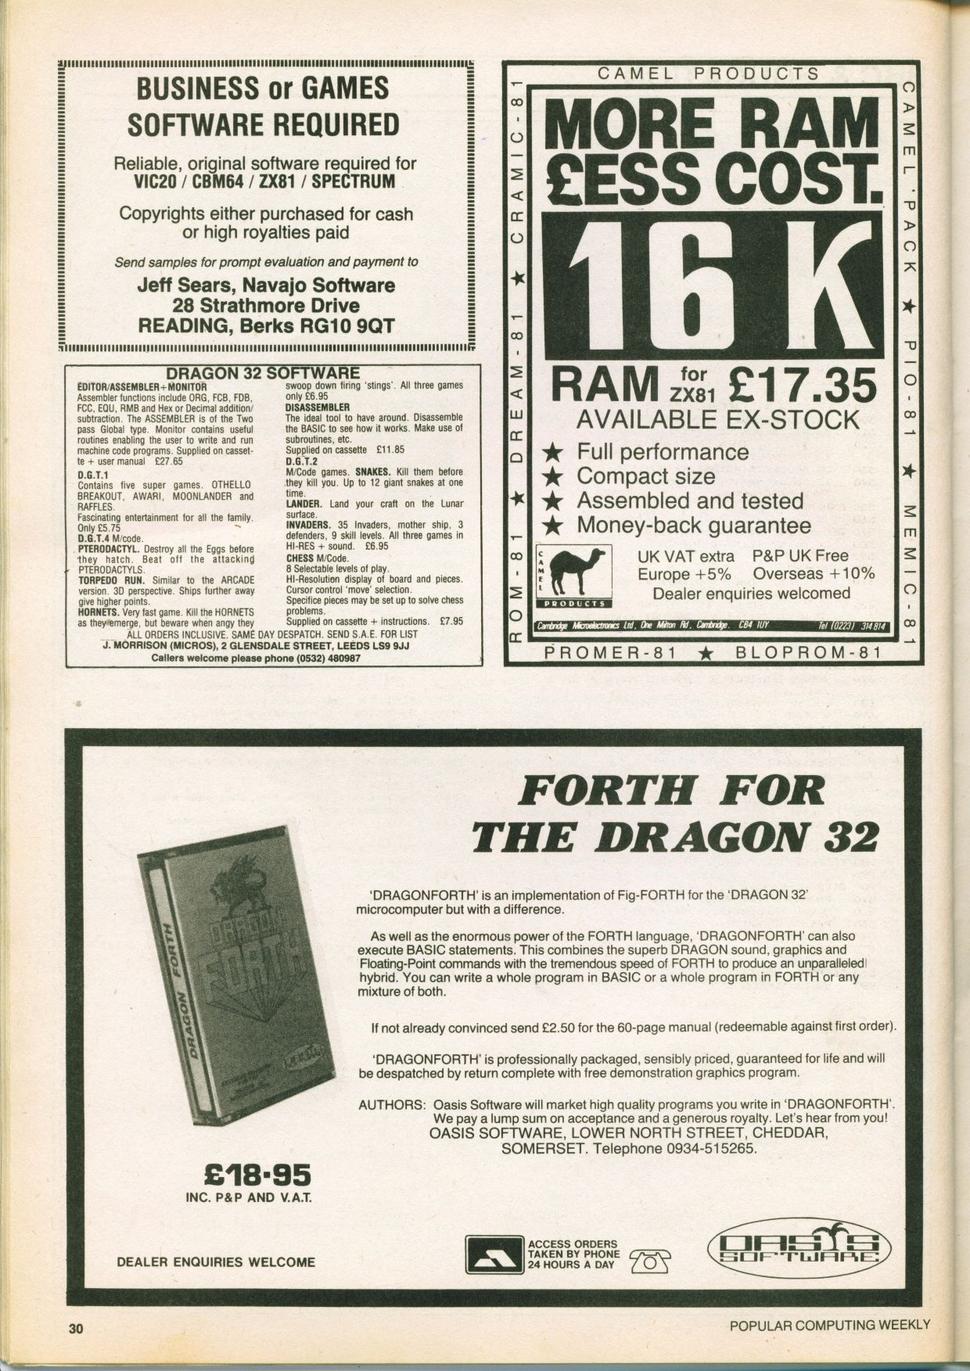 BUSINESS or GAMES
SOFTWARE REQUIRED
Reliable, original software required for
VIC20 / CBM64 / ZX81 / SPECTRUM
Copyrights either purchased for cash
or high royalties paid
Send samples for prompt evaluation and payment to
Jeff Sears, Navajo Software
28 Strathmore Drive
READING, Berks RG10 9QT
DRAGON 32 SOFTWARE
EDITOR/ASSEMBLER+MONITOR
Assembler functions include ORG, FCB, FDB,
FCC, EQU, RMB and Hex or Decimal addition/
subtraction. The ASSEMBLER is of the Two
pass Global type. Monitor contains useful
routines enabling the user to write and run
machine code programs. Supplied on casset-
te + user manual £27.65
D.G.T.1
Contains five super games. OTHELLO
BREAKOUT, AWARI, MOONLANDER and
RAFFLES.
Fascinating entertainment for all the family.
Only £5.75
D.G.T.4 M/code.
PTERODACTYL. Destroy all the Eggs before
they hatch. Beat off the attacking
PTERODACTYLS.
TORPEDO RUN. Similar to the ARCADE
version. 3D perspective. Ships further away
give higher points.
HORNETS. Very fast game. Kill the HORNETS
as they emerge, but beware when angy they
swoop down firing 'stings'. All three games
only £6.95
DISASSEMBLER
The ideal tool to have around. Disasemble
the BASIC to see how it works. Make use of
subroutines, etc.
Supplied on cassette £11.85
D.G.T.2
M/Code games. SNAKES. Kill them before
they kill you. Up to 12 giant snakes at one
time.
LANDER. Land your craft on the Lunar
surface.
INVADERS. 35 Invaders, mother ship, 3
defenders, 9 skill levels. All three games in
HI-RES + sound. £6.95
CHESS M/Code.
8 Selectable levels of play.
HI-Resolution display of board and pieces.
Cursor control 'move' selection.
Specifice pieces may be set up to solve chess
problems.
Supplied on cassette + instructions. £7.95
ALL ORDERS INCLUSIVE. SAME DAY DESPATCH. SEND S.A.E. FOR LIST
J. MORRISON (MICROS), 2 GLENSDALE STREET, LEEDS LS9 9JJ
Callers welcome please phone (0532) 480987
CAMEL PRODUCTS
ROM-81 ★ DREAM-81 ★ CRAMIC-81
CAMEL 'PACK ★ PIO-81 ★ MEMIC-81
MORE RAM
£ESS COST.
16 K
RAM for ZX81 £17.35
AVAILABLE EX-STOCK
★ Full performance
★ Compact size
★ Assembled and tested
★ Money-back guarantee
CAMEL
PRODUCTS
UK VAT extra P&P UK Free
Europe +5% Overseas +10%
Dealer enquiries welcomed
Cambridge Microelectronics Ltd, One Milton Rd, Cambridge. CB4 1UY Tel (0223) 314814
PROMER-81 ★ BLOPROM-81
FORTH FOR
THE DRAGON 32
DRAGON FORTH
DRAGON
FORTH
'DRAGONFORTH' is an implementation of Fig-FORTH for the 'DRAGON 32'
microcomputer but with a difference.
As well as the enormous power of the FORTH language, 'DRAGONFORTH' can also
execute BASIC statements. This combines the superb DRAGON sound, graphics and
Floating-Point commands with the tremendous speed of FORTH to produce an unparalleled
hybrid. You can write a whole program in BASIC or a whole program in FORTH or any
mixture of both.
If not already convinced send £2.50 for the 60-page manual (redeemable against first order).
'DRAGONFORTH' is professionally packaged, sensibly priced, guaranteed for life and will
be despatched by return complete with free demonstration graphics program.
AUTHORS: Oasis Software will market high quality programs you write in 'DRAGONFORTH'.
We pay a lump sum on acceptance and a generous royalty. Let's hear from you!
OASIS SOFTWARE, LOWER NORTH STREET, CHEDDAR,
SOMERSET. Telephone 0934-515265.
£18·95
INC. P&P AND V.A.T.
DEALER ENQUIRIES WELCOME
ACCESS ORDERS
TAKEN BY PHONE
24 HOURS A DAY
OASIS
SOFTWARE
30
POPULAR COMPUTING WEEKLY